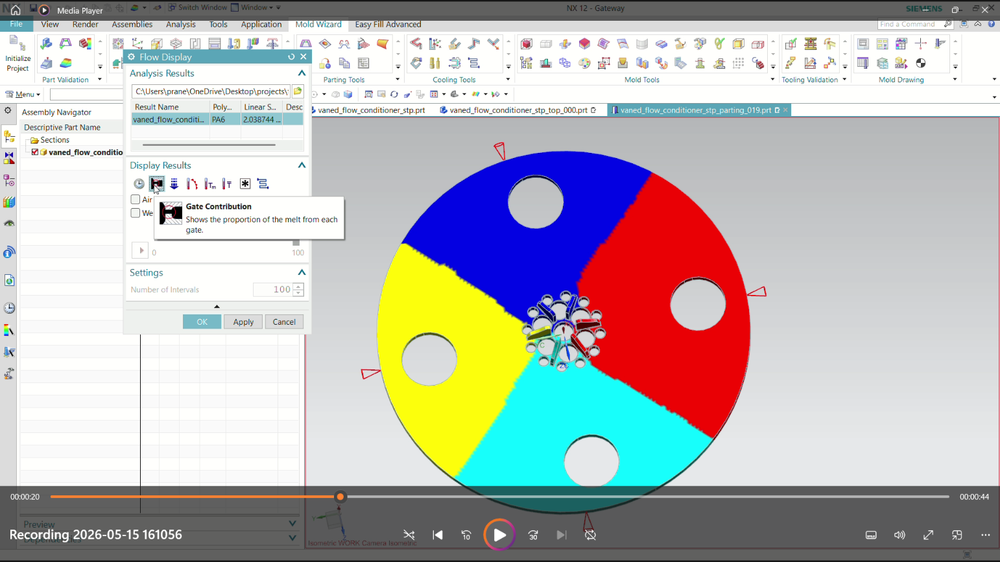 Media Player
Switch Window
Window
NX 12 - Gateway
SIEMENS
File
View
Render
Assemblies
Analysis
Tools
Application
Mold Wizard
Easy Fill Advanced
Find a Command
Initialize
Project
Part Validation
Parting Tools
Cooling Tools
Mold Tools
Tooling Validation
Mold Drawing
Menu
Flow Display
Analysis Results
C:\Users\prane\OneDrive\Desktop\projects\
Result Name
Poly...
Linear S...
Desc
vaned_flow_conditi...
PA6
2.038744 ...
vaned_flow_conditioner_stp.prt
vaned_flow_conditioner_stp_top_000.prt
vaned_flow_conditioner_stp_parting_019.prt
Assembly Navigator
Descriptive Part Name
Sections
vaned_flow_conditio
Display Results
Air
We
Gate Contribution
Shows the proportion of the melt from each
gate.
0
100
Settings
Number of Intervals
100
OK
Apply
Cancel
C
ZC
00:00:20
00:00:44
Preview
Dependencies
Recording 2026-05-15 161056
Y
Z
Isometric WORK Camera Isometric
10
30